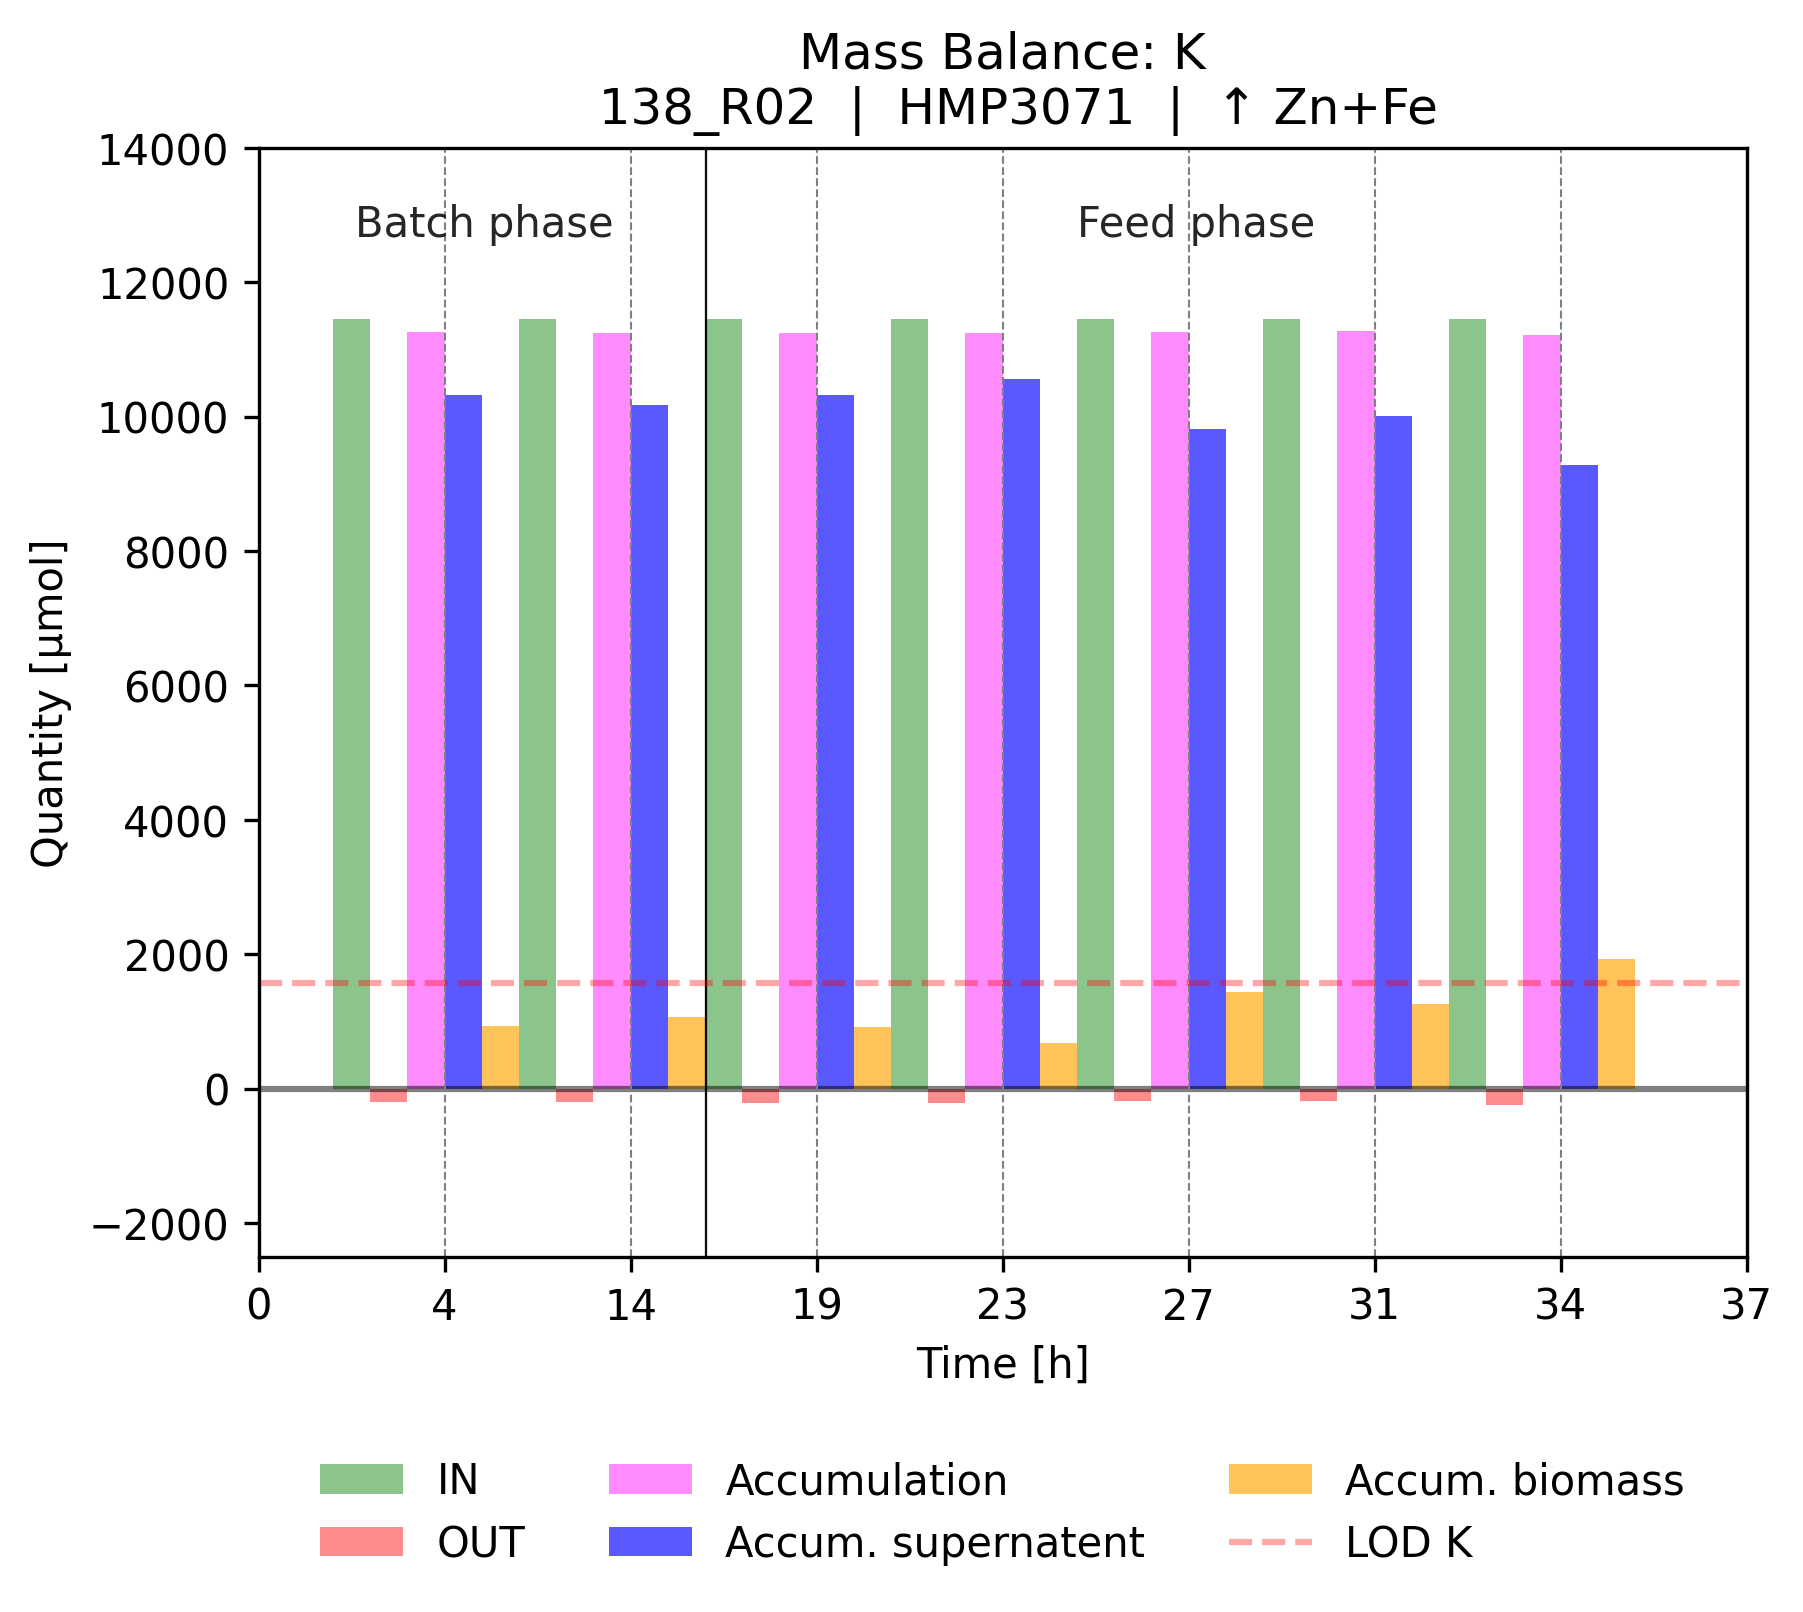 Mass Balance: K
138_R02 | HMP3071 | ↑ Zn+Fe
14000
12000
10000
8000
6000
4000
2000
0
−2000
Quantity [µmol]
Batch phase
Feed phase
0 4 14 19 23 27 31 34 37
Time [h]
IN
OUT
Accumulation
Accum. supernatent
Accum. biomass
LOD K